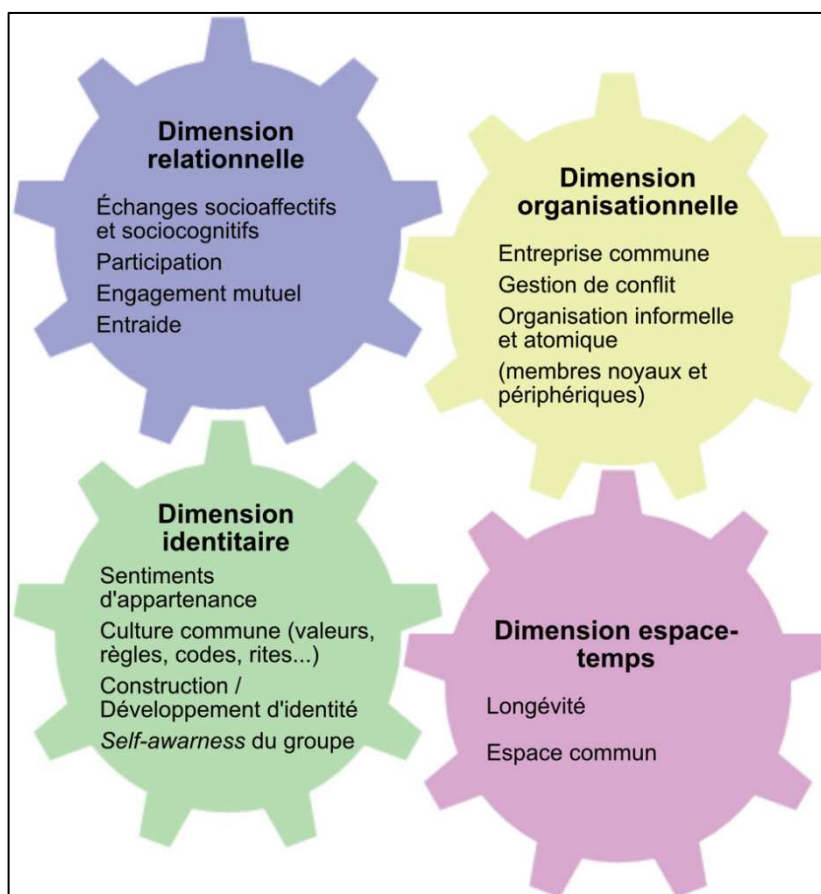 Dimension
relationnelle
Échanges socioaffectifs
et sociocognitifs
Participation
Engagement mutuel
Entraide
Dimension
organisationnelle
Entreprise commune
Gestion de conflit
Organisation informelle
et atomique
(membres noyaux et
périphériques)
Dimension
identitaire
Sentiments
d'appartenance
Culture commune (valeurs,
règles, codes, rites...)
Construction /
Développement d'identité
Self-awarness du groupe
Dimension espace-
temps
Longévité
Espace commun